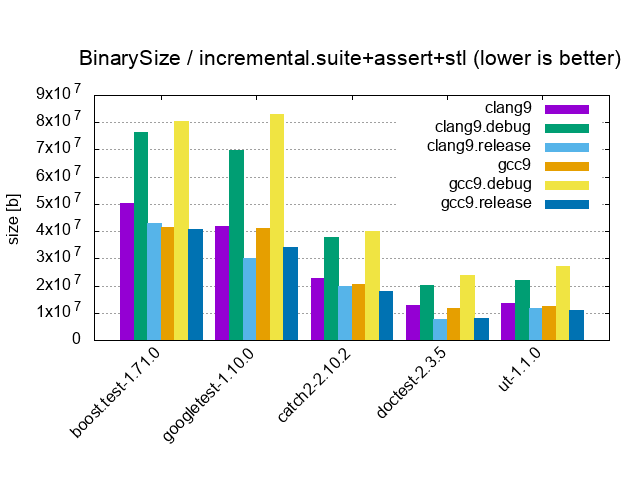 BinarySize / incremental.suite+assert+stl (lower is better)
9x10^7
8x10^7
7x10^7
6x10^7
5x10^7
4x10^7
3x10^7
2x10^7
1x10^7
0
size [b]
clang9
clang9.debug
clang9.release
gcc9
gcc9.debug
gcc9.release
boost.test-1.71.0
googletest-1.10.0
catch2-2.10.2
doctest-2.3.5
ut-1.1.0